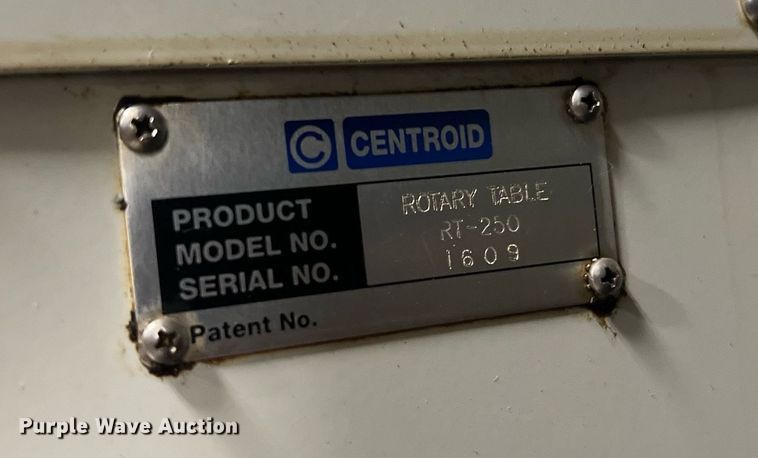 C CENTROID
PRODUCT ROTARY TABLE
MODEL NO. RT-250
SERIAL NO. 1609
Patent No.
Purple Wave Auction